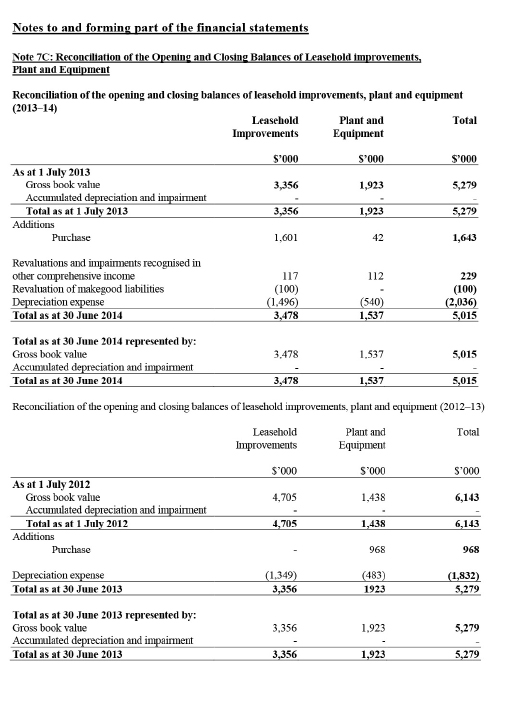 Notes to and forming part of the financial statements
Note 7C: Reconciliation of the Opening and Closing Balances of Leasehold improvements,
Plant and Equipment
Reconciliation of the opening and closing balances of leasehold improvements, plant and equipment
(2013–14)
Leasehold Plant and Total
Improvements Equipment
$'000 $'000 $'000
As at 1 July 2013
Gross book value 3,356 1,923 5,279
Accumulated depreciation and impairment - - -
Total as at 1 July 2013 3,356 1,923 5,279
Additions
Purchase 1,601 42 1,643
Revaluations and impairments recognised in
other comprehensive income 117 112 229
Revaluation of makegood liabilities (100) - (100)
Depreciation expense (1,496) (540) (2,036)
Total as at 30 June 2014 3,478 1,537 5,015
Total as at 30 June 2014 represented by:
Gross book value 3,478 1,537 5,015
Accumulated depreciation and impairment - - -
Total as at 30 June 2014 3,478 1,537 5,015
Reconciliation of the opening and closing balances of leasehold improvements, plant and equipment (2012–13)
Leasehold Plant and Total
Improvements Equipment
$'000 $'000 $'000
As at 1 July 2012
Gross book value 4,705 1,438 6,143
Accumulated depreciation and impairment - - -
Total as at 1 July 2012 4,705 1,438 6,143
Additions
Purchase - 968 968
Depreciation expense (1,349) (483) (1,832)
Total as at 30 June 2013 3,356 1923 5,279
Total as at 30 June 2013 represented by:
Gross book value 3,356 1,923 5,279
Accumulated depreciation and impairment - - -
Total as at 30 June 2013 3,356 1,923 5,279